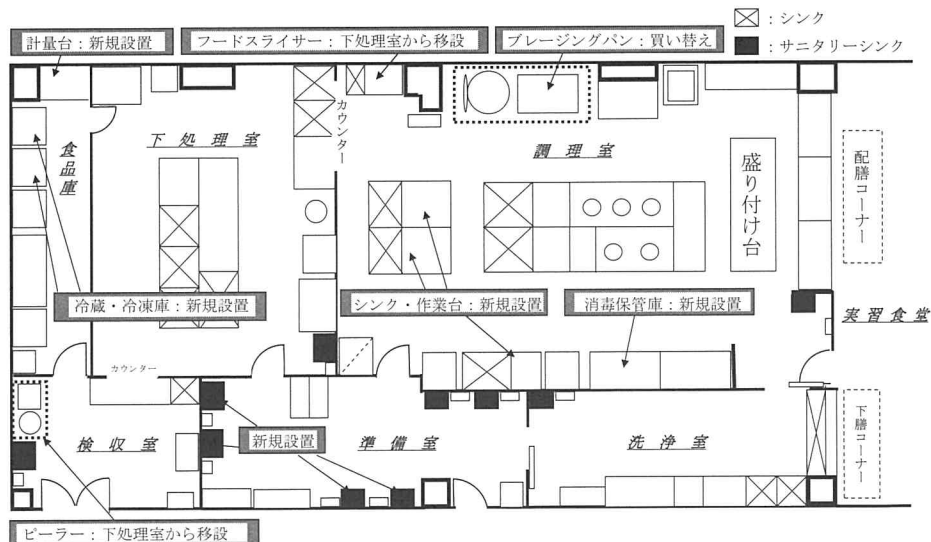 ：シンク
計量台：新規設置
フードスライサー：下処理室から移設
ブレージングパン：買い替え
：サニタリーシンク
食品庫
下処理室
カウンター
調理室
盛り付け台
配膳コーナー
冷蔵・冷凍庫：新規設置
シンク・作業台：新規設置
消毒保管庫：新規設置
実習食堂
カウンター
検収室
新規設置
準備室
洗浄室
下膳コーナー
ピーラー：下処理室から移設